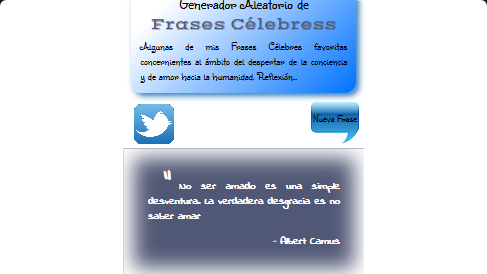 Generador Aleatorio de
Frases Célebress
Algunas de mis Frases Célebres favoritas
concernientes al ámbito del despertar de la conciencia
y de amor hacia la humanidad. Reflexión...
Nueva Frase
" No ser amado es una simple
desventura. La verdadera desgracia es no
saber amar
- Albert Camus